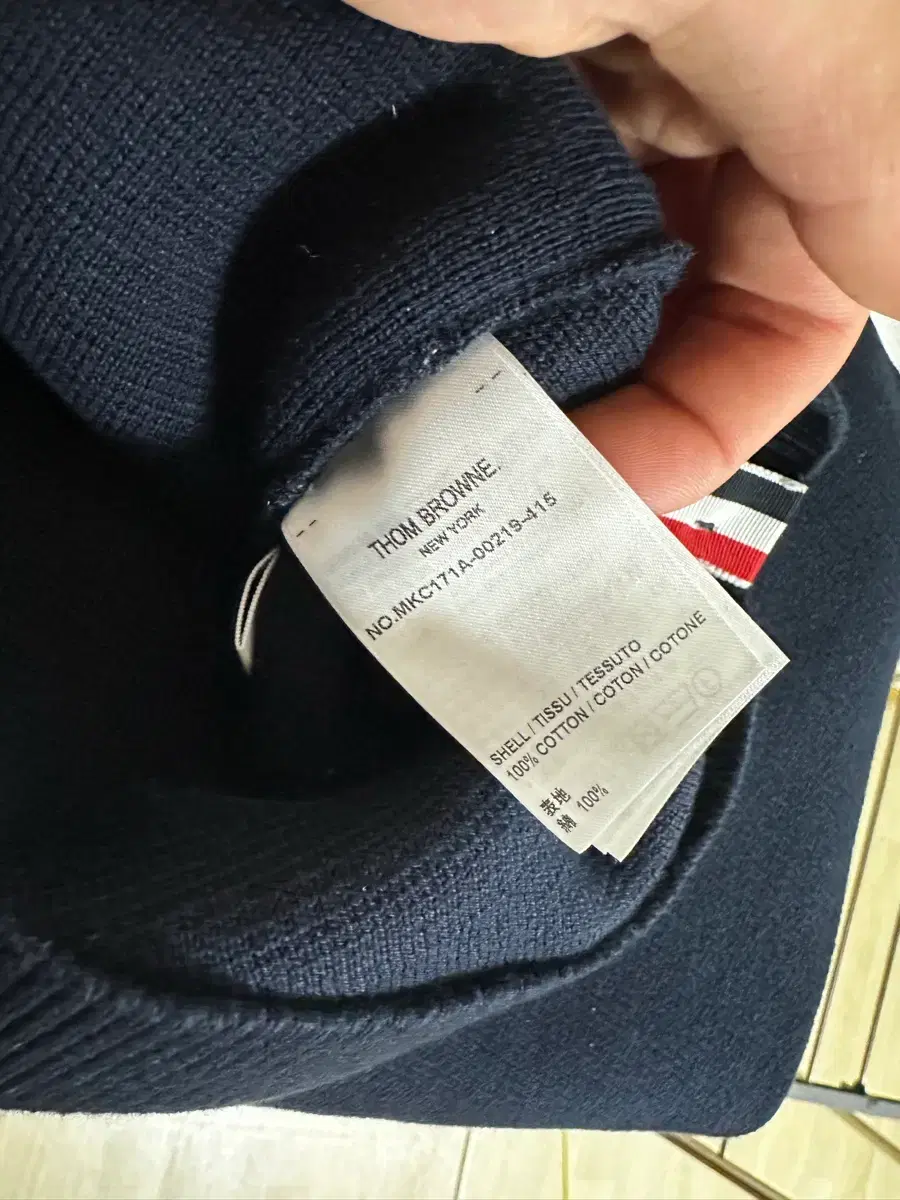 THOM BROWNE.
NEW YORK
NO.MKC171A-00219-415
SHELL / TISSU / TESSUTO
100% COTTON / COTON / COTONE
表地
綿 100%